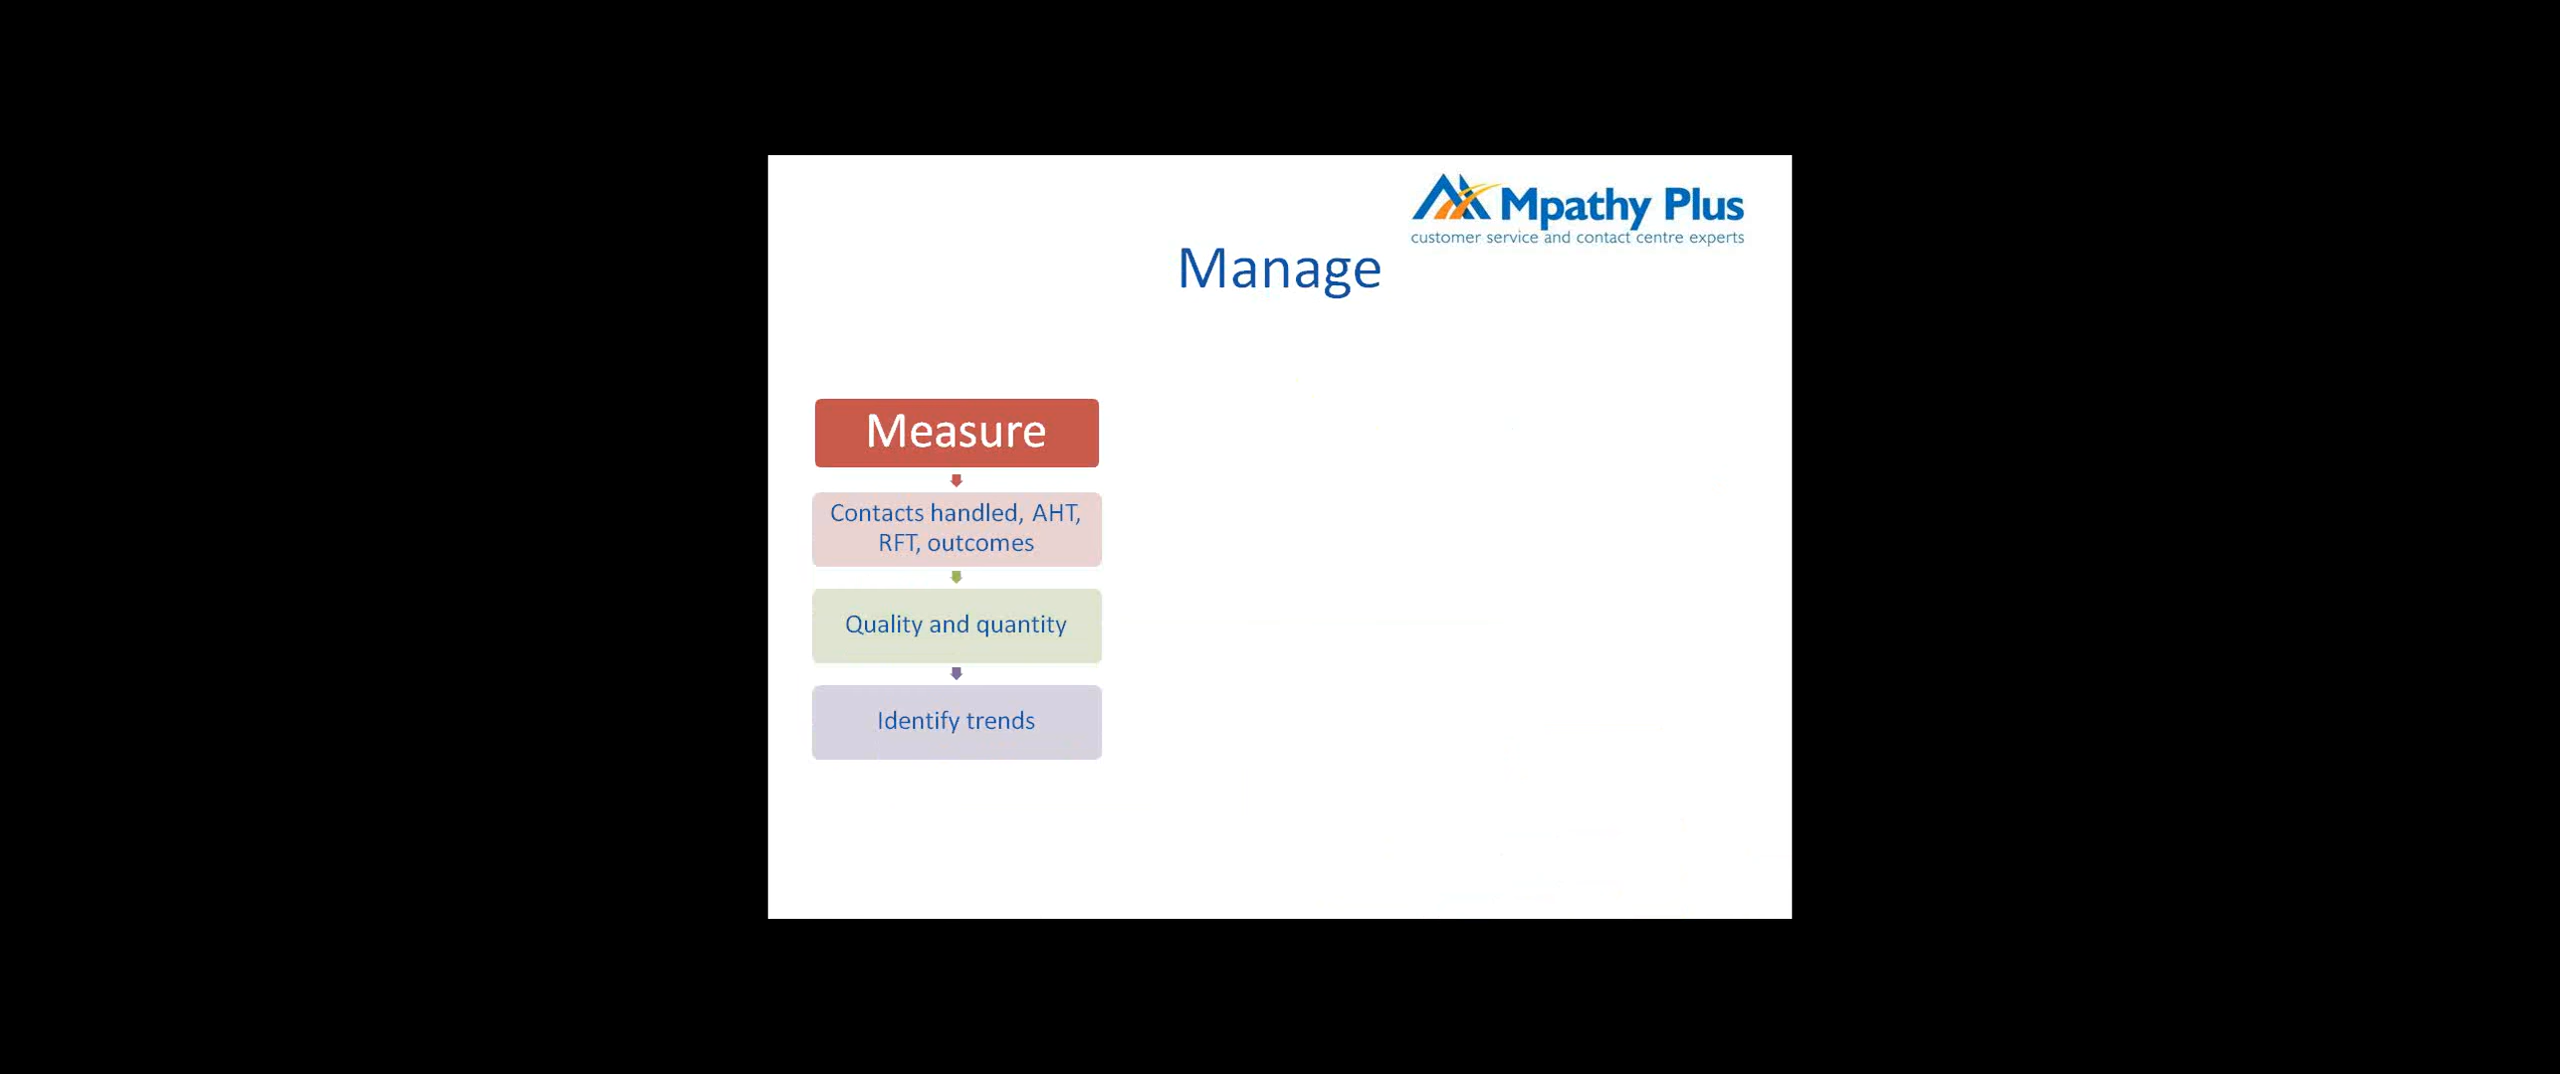 Mpathy Plus
customer service and contact centre experts
Manage
Measure
Contacts handled, AHT,
RFT, outcomes
Quality and quantity
Identify trends